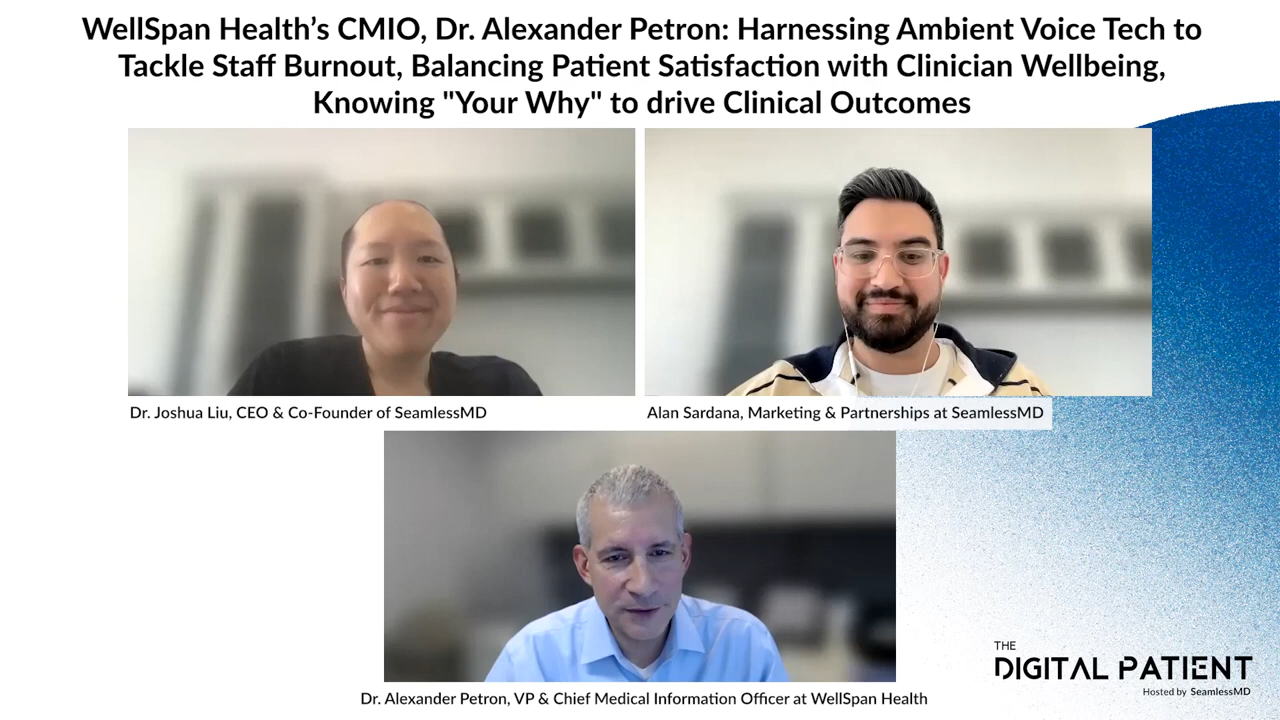 WellSpan Health’s CMIO, Dr. Alexander Petron: Harnessing Ambient Voice Tech to
Tackle Staff Burnout, Balancing Patient Satisfaction with Clinician Wellbeing,
Knowing "Your Why" to drive Clinical Outcomes
Dr. Joshua Liu, CEO & Co-Founder of SeamlessMD
Alan Sardana, Marketing & Partnerships at SeamlessMD
Dr. Alexander Petron, VP & Chief Medical Information Officer at WellSpan Health
THE
DIGITAL PATIENT
Hosted by SeamlessMD